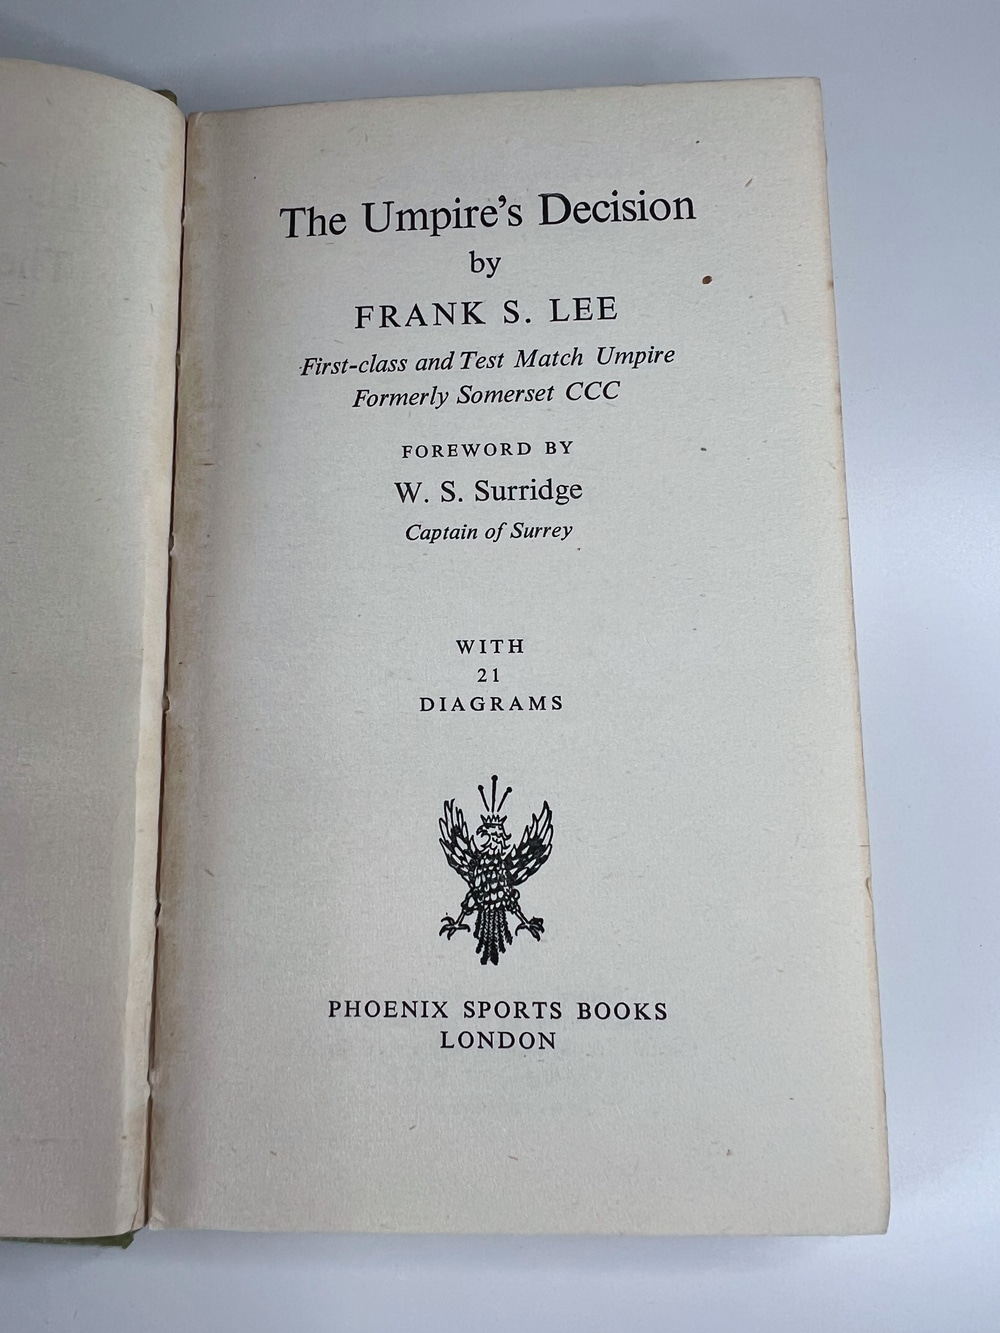 The Umpire's Decision
by
FRANK S. LEE
First-class and Test Match Umpire
Formerly Somerset CCC
FOREWORD BY
W. S. Surridge
Captain of Surrey
WITH
21
DIAGRAMS
PHOENIX SPORTS BOOKS
LONDON